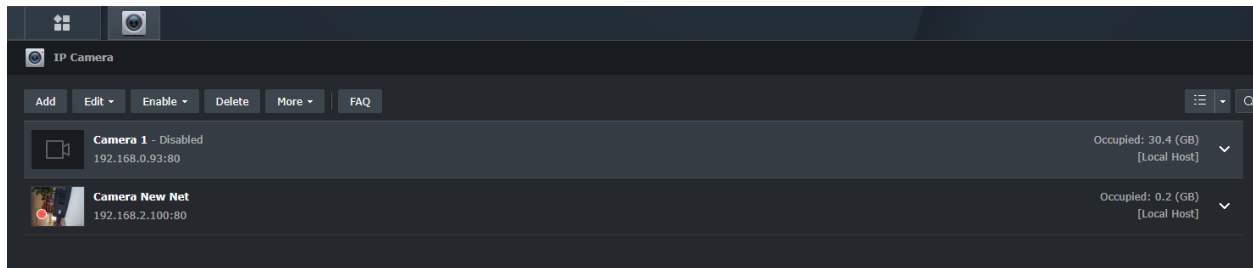 IP Camera
Add Edit Enable Delete More FAQ
Camera 1 - Disabled
192.168.0.93:80
Occupied: 30.4 (GB)
[Local Host]
Camera New Net
192.168.2.100:80
Occupied: 0.2 (GB)
[Local Host]